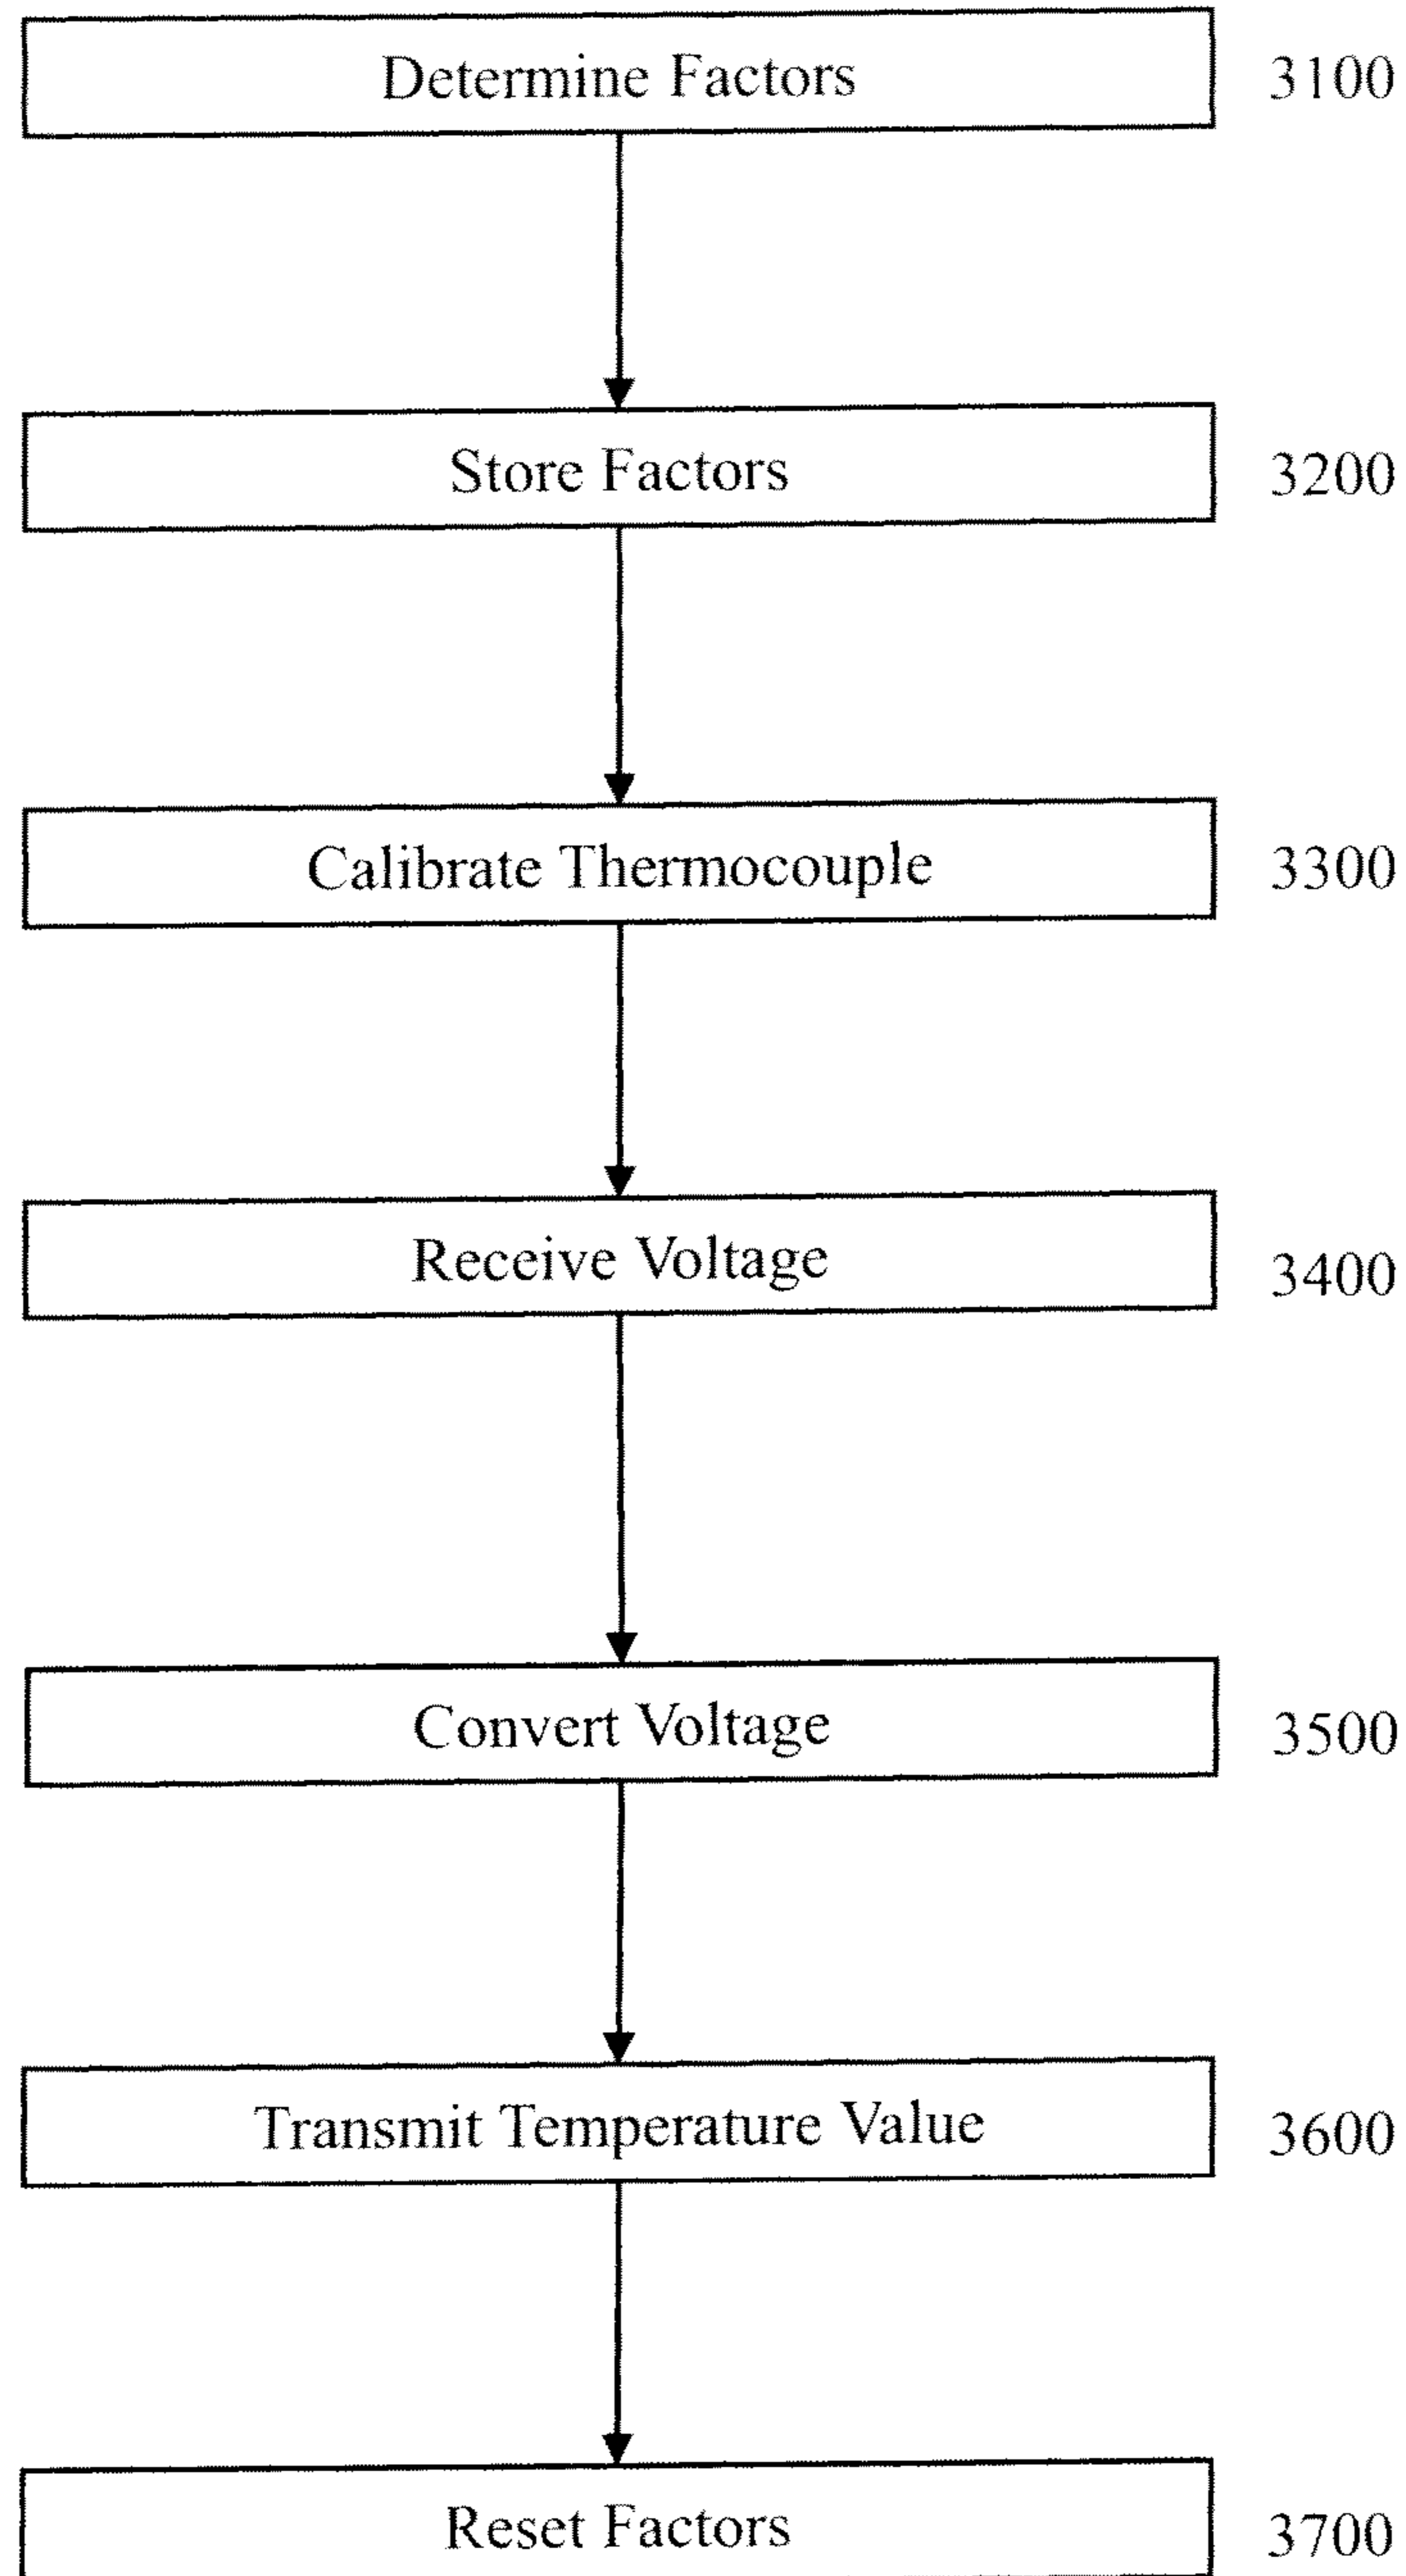 Determine Factors 3100
Store Factors 3200
Calibrate Thermocouple 3300
Receive Voltage 3400
Convert Voltage 3500
Transmit Temperature Value 3600
Reset Factors 3700